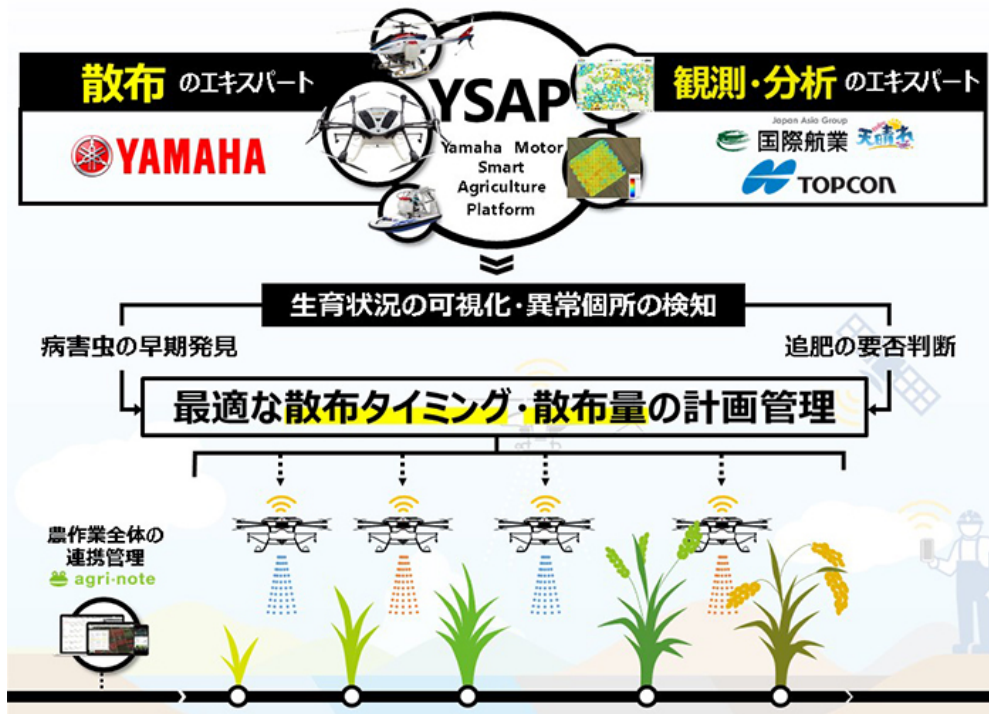 散布 のエキスパート
YAMAHA
YSAP
Yamaha Motor
Smart
Agriculture
Platform
観測・分析 のエキスパート
Japan Asia Group
国際航業 天晴れ
TOPCON
生育状況の可視化・異常個所の検知
病害虫の早期発見
追肥の要否判断
最適な散布タイミング・散布量の計画管理
農作業全体の
連携管理
agri-note